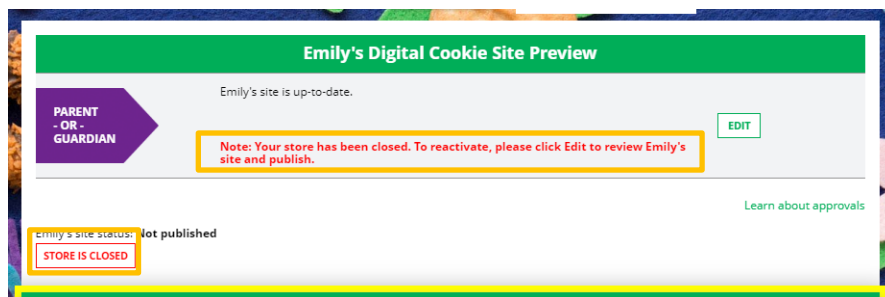 Emily's Digital Cookie Site Preview
Emily's site is up-to-date.
PARENT
- OR -
GUARDIAN
EDIT
Note: Your store has been closed. To reactivate, please click Edit to review Emily's
site and publish.
Learn about approvals
Emily's site status: Not published
STORE IS CLOSED